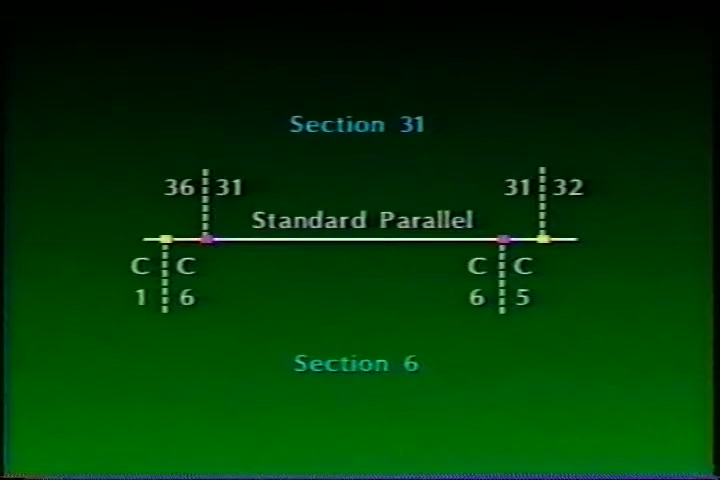 Section 31
36 31
31 32
Standard Parallel
C C
1 6
C C
6 5
Section 6